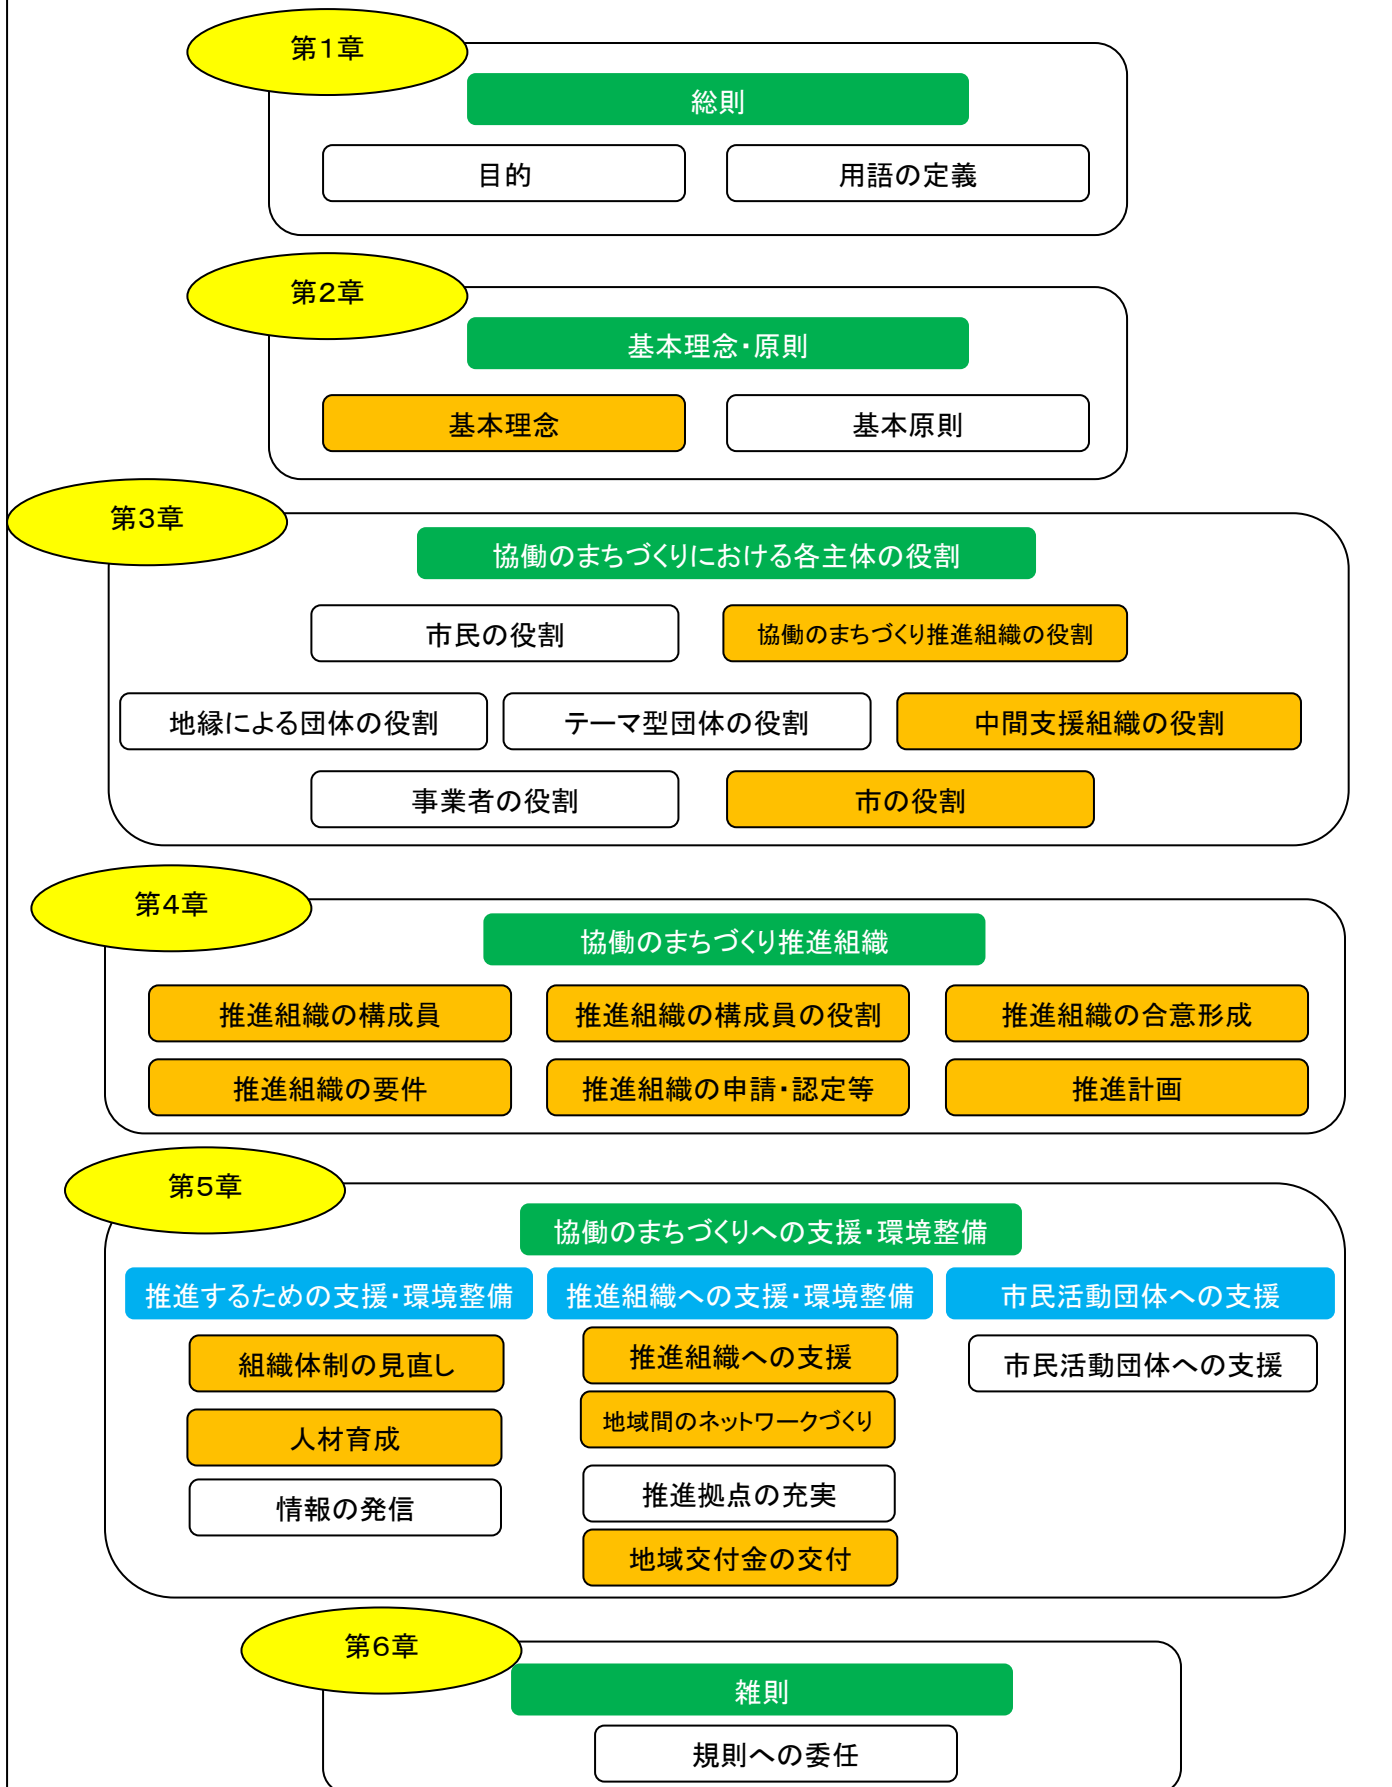 第1章
総則
目的
用語の定義
第2章
基本理念・原則
基本理念
基本原則
第3章
協働のまちづくりにおける各主体の役割
市民の役割
協働のまちづくり推進組織の役割
地縁による団体の役割
テーマ型団体の役割
中間支援組織の役割
事業者の役割
市の役割
第4章
協働のまちづくり推進組織
推進組織の構成員
推進組織の構成員の役割
推進組織の合意形成
推進組織の要件
推進組織の申請・認定等
推進計画
第5章
協働のまちづくりへの支援・環境整備
推進するための支援・環境整備
組織体制の見直し
人材育成
情報の発信
推進組織への支援・環境整備
推進組織への支援
地域間のネットワークづくり
推進拠点の充実
地域交付金の交付
市民活動団体への支援
市民活動団体への支援
第6章
雑則
規則への委任